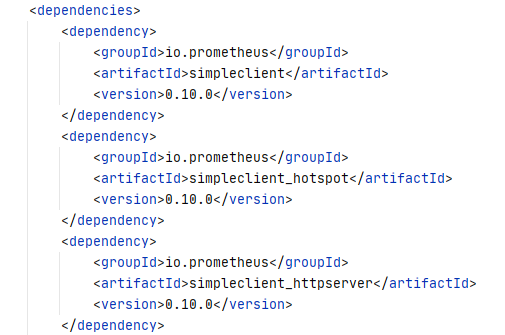 <dependencies>
<dependency>
<groupId>io.prometheus</groupId>
<artifactId>simpleclient</artifactId>
<version>0.10.0</version>
</dependency>
<dependency>
<groupId>io.prometheus</groupId>
<artifactId>simpleclient_hotspot</artifactId>
<version>0.10.0</version>
</dependency>
<dependency>
<groupId>io.prometheus</groupId>
<artifactId>simpleclient_httpserver</artifactId>
<version>0.10.0</version>
</dependency>